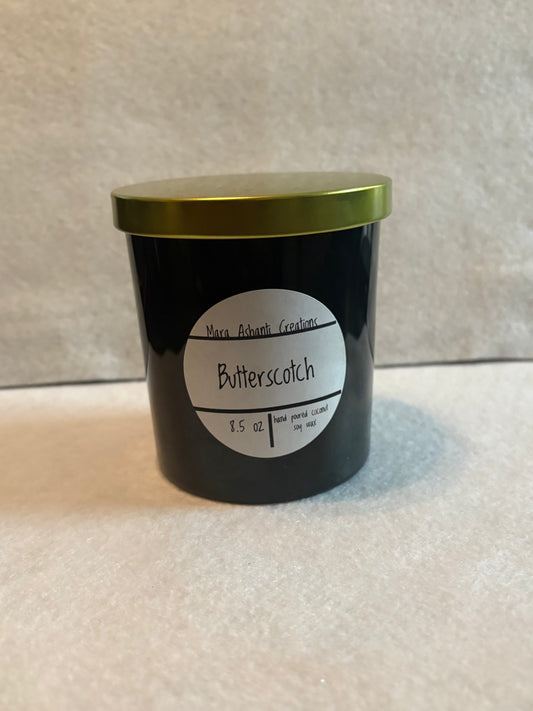 Mara Ashanti Creations
Butterscotch
8.5 oz
hand poured coconut
soy wax